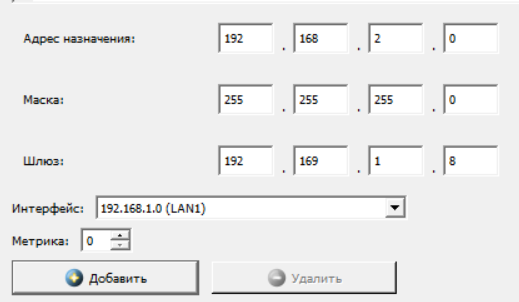 Адрес назначения: 192 . 168 . 2 . 0
Маска: 255 . 255 . 255 . 0
Шлюз: 192 . 169 . 1 . 8
Интерфейс: 192.168.1.0 (LAN1)
Метрика: 0
Добавить Удалить